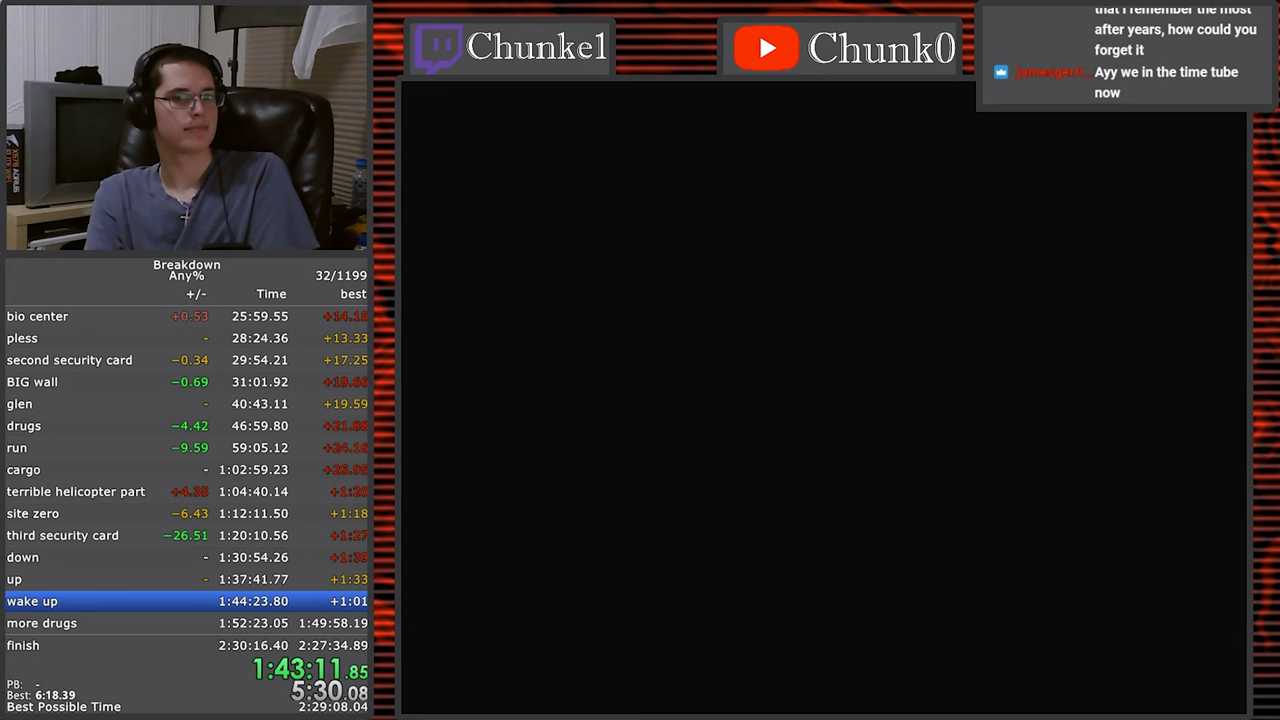 that I remember the most
after years, how could you
forget it
Ayy we in the time tube
now
Chunke1
Chunk0
Breakdown
Any% 32/1199
+/- Time best
bio center +0.53 25:59.55 +14.15
pless - 28:24.36 +13.33
second security card −0.34 29:54.21 +17.25
BIG wall −0.69 31:01.92
glen - 40:43.11 +19.59
drugs −4.42 46:59.80
run −9.59 59:05.12 +24.16
cargo - 1:02:59.23
terrible helicopter part +4.35 1:04:40.14
site zero −6.43 1:12:11.50 +1:18
third security card −26.51 1:20:10.56 +1:27
down - 1:30:54.26
up - 1:37:41.77 +1:33
wake up 1:44:23.80 +1:01
more drugs 1:52:23.05 1:49:58.19
finish 2:30:16.40 2:27:34.89
1:43:11.85
PB: - 5:30.08
Best: 6:18.39
Best Possible Time 2:29:08.04